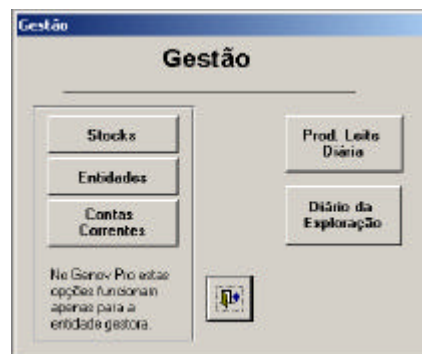 Gestão
Gestão
Stocks
Entidades
Contas
Correntes
No Genov Pro estas
opções funcionam
apenas para a
entidade gestora.
Prod. Leite
Diária
Diário da
Exploração